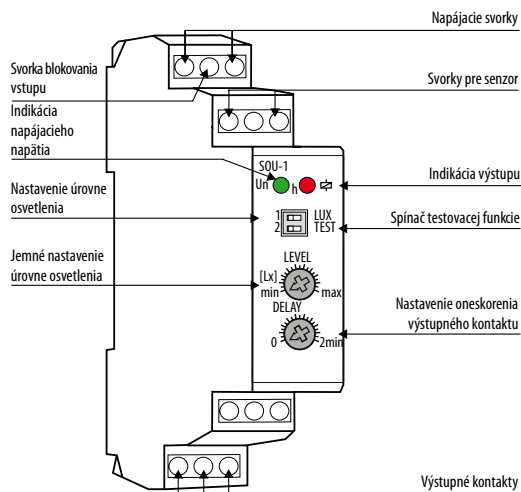 Napájacie svorky
Svorka blokovania
vstupu
Svorky pre senzor
Indikácia
napájacieho
napätia
SOU-1
Un
h
Indikácia výstupu
Nastavenie úrovne
osvetlenia
1 LUX
2 TEST
Spínač testovacej funkcie
Jemné nastavenie
úrovne osvetlenia
LEVEL
[Lx]
min max
DELAY
0 2min
Nastavenie oneskorenia
výstupného kontaktu
Výstupné kontakty